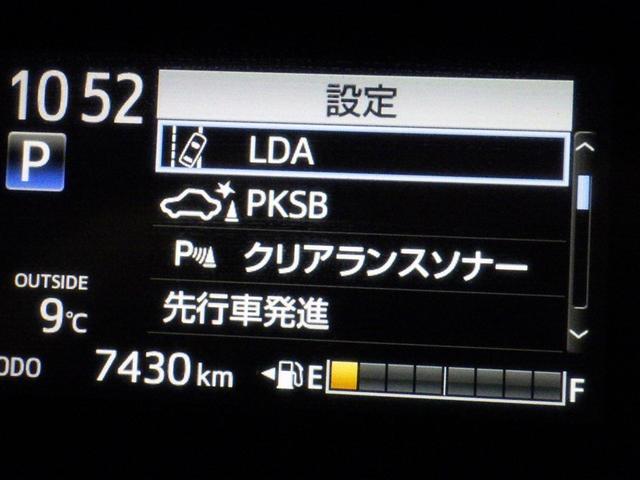 10 52
設定
P
LDA
PKSB
P クリアランスソナー
先行車発進
OUTSIDE
9℃
ODO 7430 km
E F